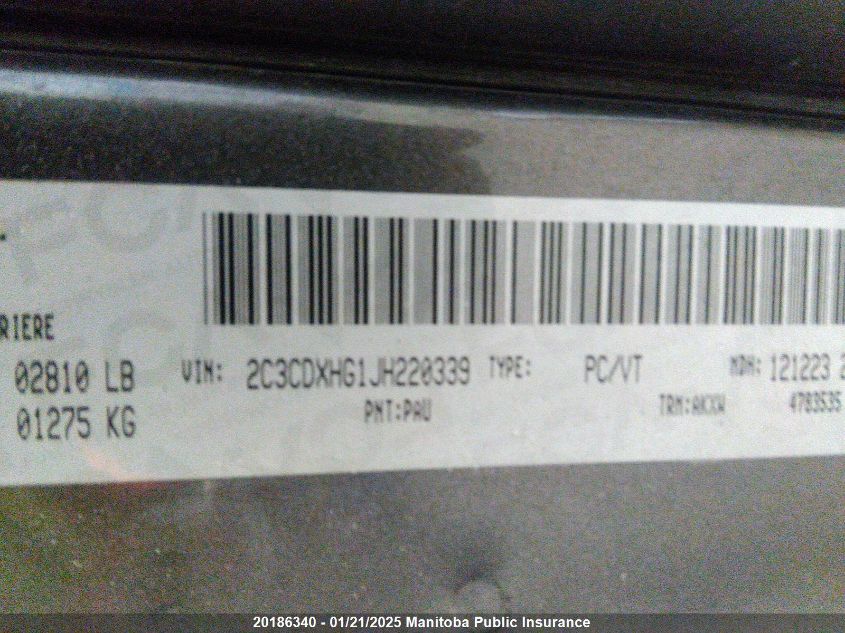 RIERE
02810 LB
VIN: 2C3CDXHG1JH220339 TYPE: PC/VT MDH: 121223 2
01275 KG
PNT:PAU TRM:AKXW 4783535
20186340 - 01/21/2025 Manitoba Public Insurance